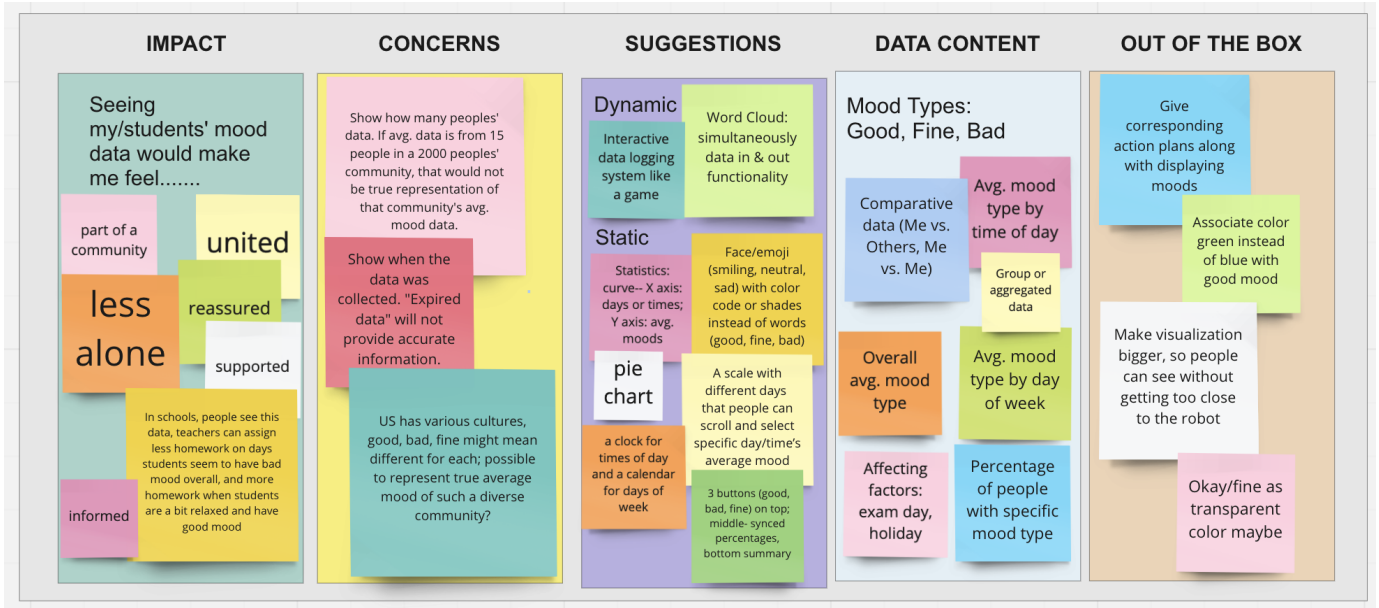 IMPACT
Seeing
my/students' mood
data would make
me feel.......
part of a
community
united
less
alone
reassured
supported
In schools, people see this
data, teachers can assign
less homework on days
students seem to have bad
mood overall, and more
homework when students
are a bit relaxed and have
good mood
informed
CONCERNS
Show how many peoples'
data. If avg. data is from 15
people in a 2000 peoples'
community, that would not
be true representation of
that community's avg.
mood data.
Show when the
data was
collected. "Expired
data" will not
provide accurate
information.
US has various cultures,
good, bad, fine might mean
different for each; possible
to represent true average
mood of such a diverse
community?
SUGGESTIONS
Dynamic
Interactive
data logging
system like
a game
Word Cloud:
simultaneously
data in & out
functionality
Static
Statistics:
curve-- X axis:
days or times;
Y axis: avg.
moods
Face/emoji
(smiling, neutral,
sad) with color
code or shades
instead of words
(good, fine, bad)
pie
chart
A scale with
different days
that people can
scroll and select
specific day/time's
average mood
a clock for
times of day
and a calendar
for days of
week
3 buttons (good,
bad, fine) on top;
middle- synced
percentages,
bottom summary
DATA CONTENT
Mood Types:
Good, Fine, Bad
Comparative
data (Me vs.
Others, Me
vs. Me)
Avg. mood
type by
time of day
Group or
aggregated
data
Overall
avg. mood
type
Avg. mood
type by day
of week
Affecting
factors:
exam day,
holiday
Percentage
of people
with specific
mood type
OUT OF THE BOX
Give
corresponding
action plans along
with displaying
moods
Associate color
green instead
of blue with
good mood
Make visualization
bigger, so people
can see without
getting too close
to the robot
Okay/fine as
transparent
color maybe